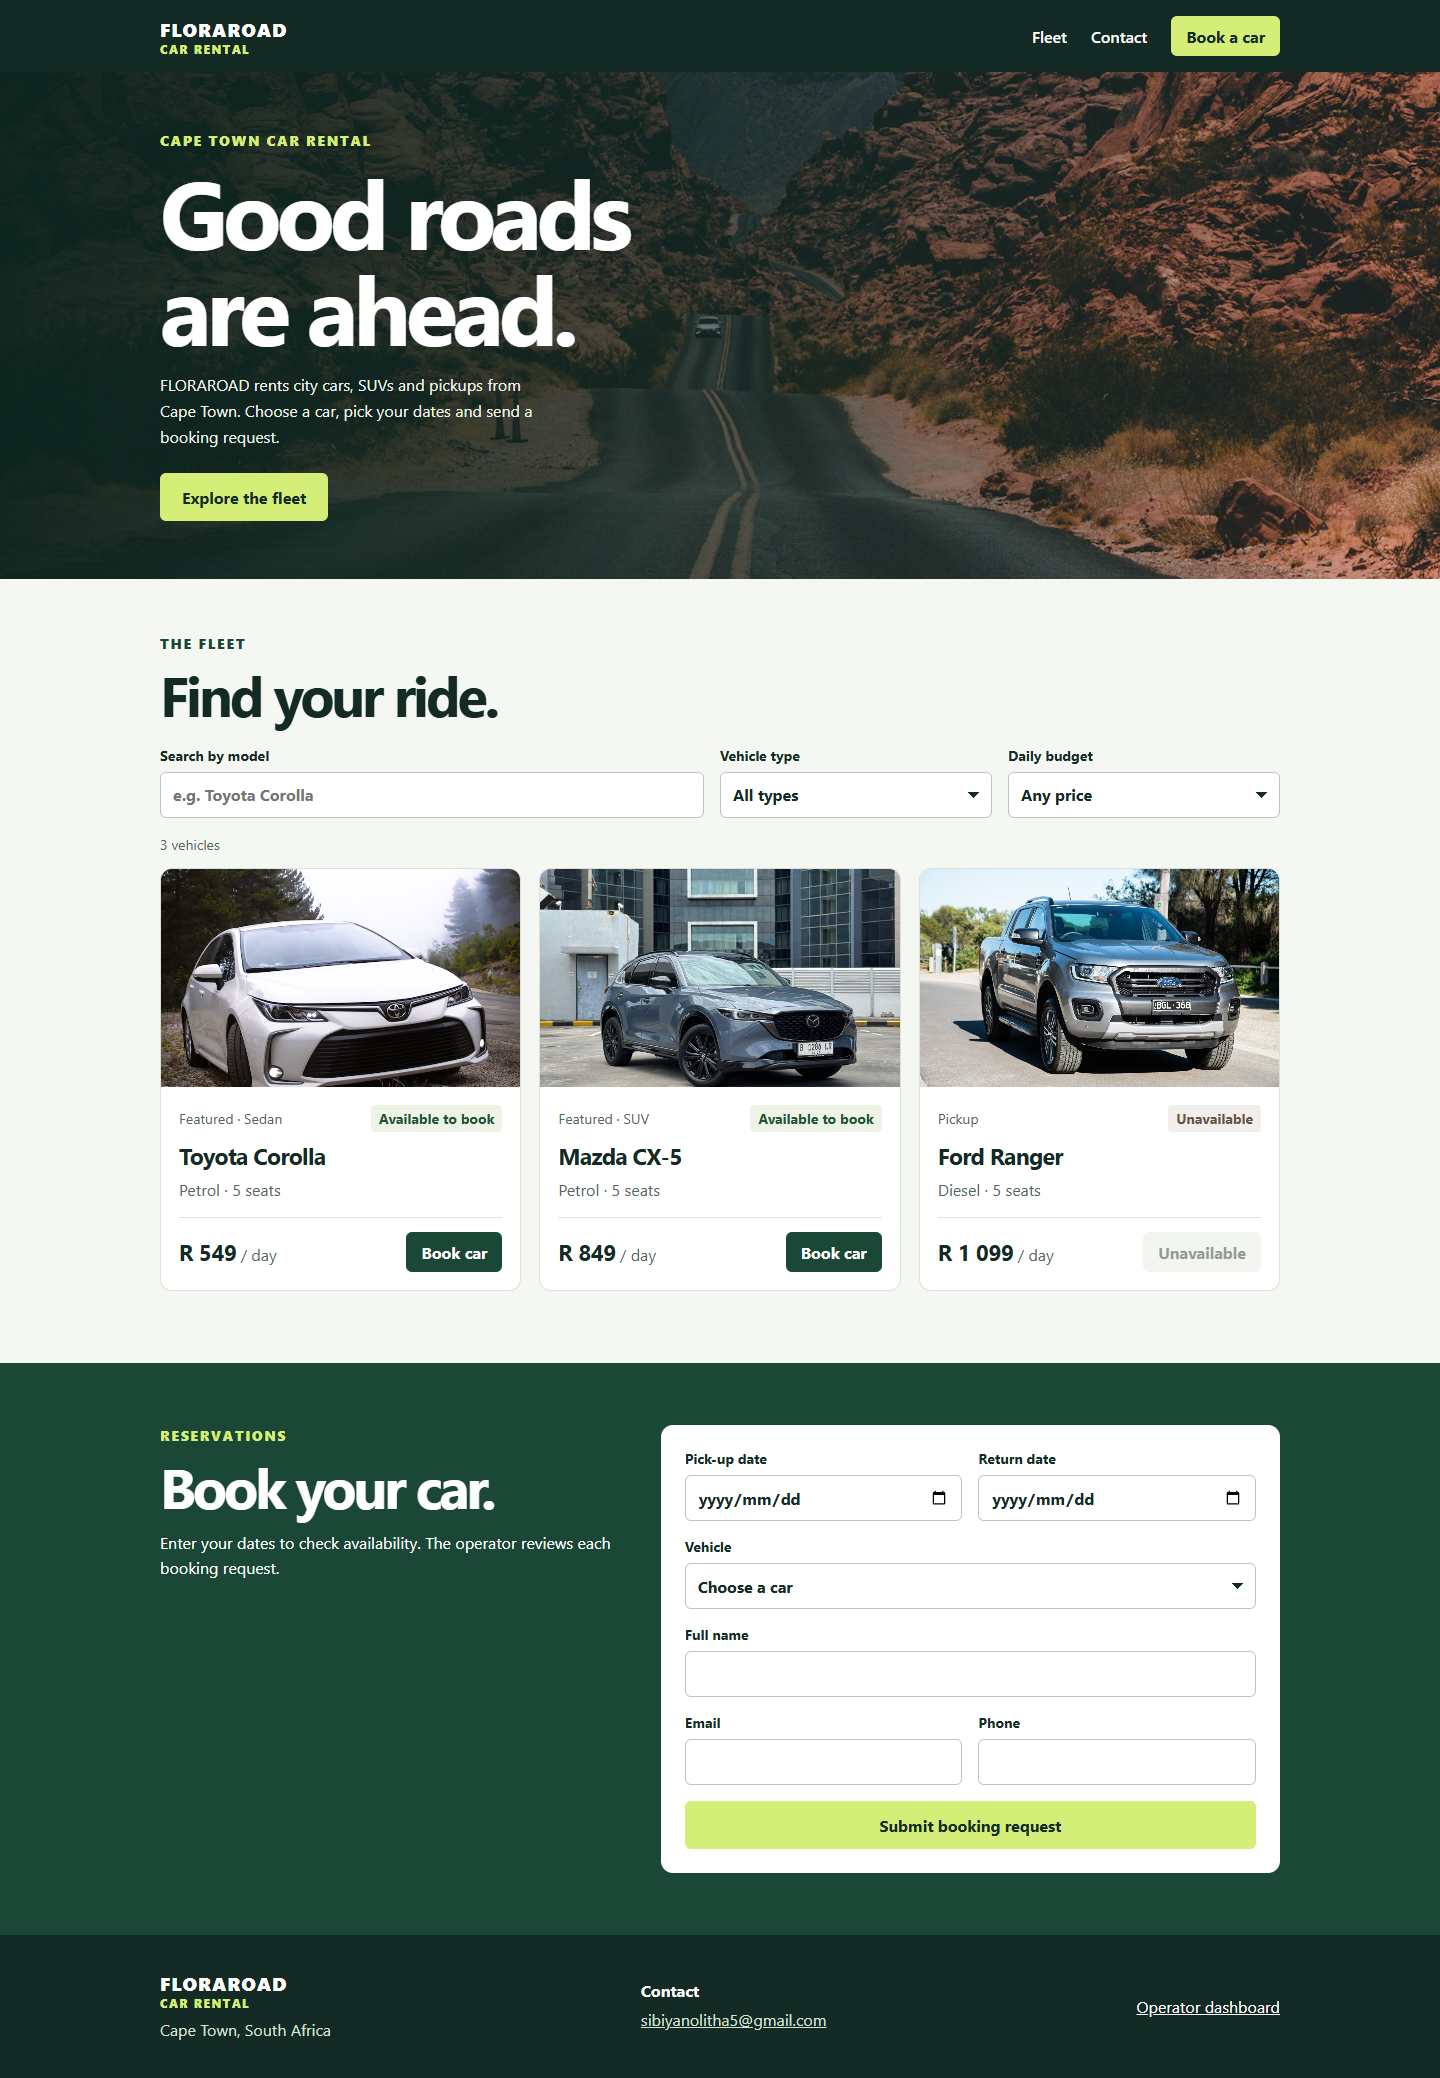 FLORAROAD
CAR RENTAL
Fleet
Contact
Book a car
CAPE TOWN CAR RENTAL
Good roads
are ahead.
FLORAROAD rents city cars, SUVs and pickups from
Cape Town. Choose a car, pick your dates and send a
booking request.
Explore the fleet
THE FLEET
Find your ride.
Search by model
Vehicle type
Daily budget
e.g. Toyota Corolla
All types
Any price
3 vehicles
Featured · Sedan
Available to book
Toyota Corolla
Petrol · 5 seats
R 549 / day
Book car
Featured · SUV
Available to book
Mazda CX-5
Petrol · 5 seats
R 849 / day
Book car
Pickup
Unavailable
Ford Ranger
Diesel · 5 seats
R 1 099 / day
Unavailable
RESERVATIONS
Book your car.
Enter your dates to check availability. The operator reviews each
booking request.
Pick-up date
Return date
yyyy/mm/dd
yyyy/mm/dd
Vehicle
Choose a car
Full name
Email
Phone
Submit booking request
FLORAROAD
CAR RENTAL
Cape Town, South Africa
Contact
sibiyanolitha5@gmail.com
Operator dashboard